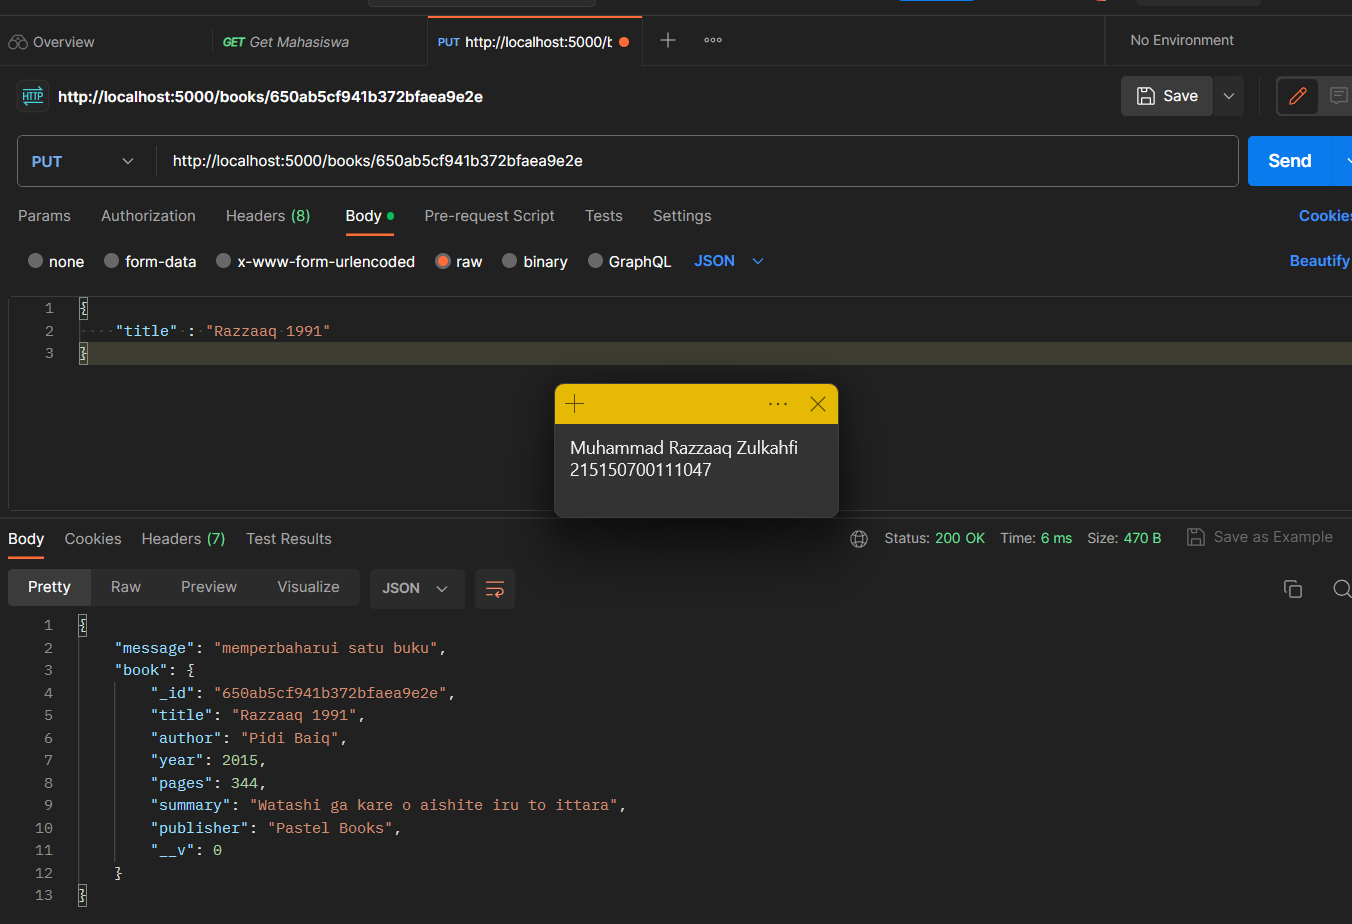 Overview
GET Get Mahasiswa
PUT http://localhost:5000/b
No Environment
HTTP
http://localhost:5000/books/650ab5cf941b372bfaea9e2e
Save
PUT
http://localhost:5000/books/650ab5cf941b372bfaea9e2e
Send
Params
Authorization
Headers (8)
Body
Pre-request Script
Tests
Settings
Cookies
none
form-data
x-www-form-urlencoded
raw
binary
GraphQL
JSON
Beautify
1 {
2 "title" : "Razzaaq 1991"
3 }
Muhammad Razzaaq Zulkahfi
215150700111047
Body
Cookies
Headers (7)
Test Results
Status: 200 OK
Time: 6 ms
Size: 470 B
Save as Example
Pretty
Raw
Preview
Visualize
JSON
1 {
2 "message": "memperbaharui satu buku",
3 "book": {
4 "_id": "650ab5cf941b372bfaea9e2e",
5 "title": "Razzaaq 1991",
6 "author": "Pidi Baiq",
7 "year": 2015,
8 "pages": 344,
9 "summary": "Watashi ga kare o aishite iru to ittara",
10 "publisher": "Pastel Books",
11 "__v": 0
12 }
13 }